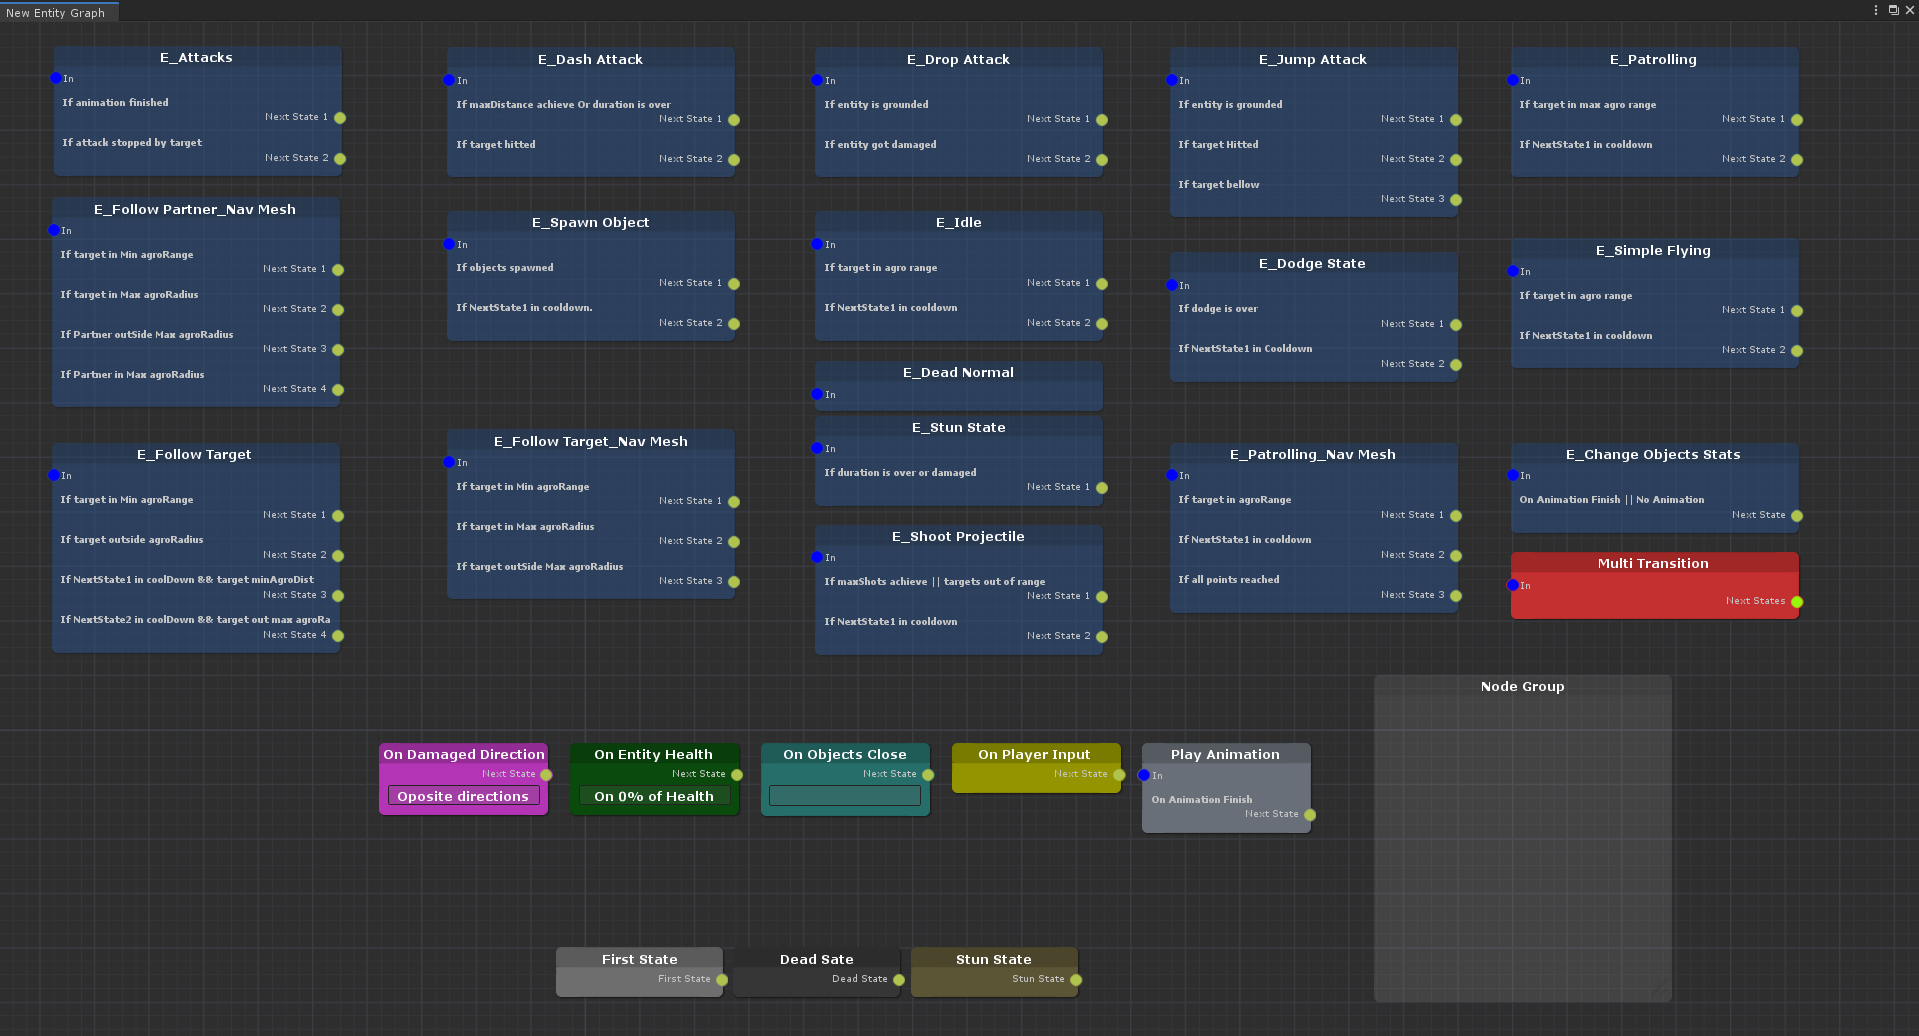 New Entity Graph
E_Attacks
In
If animation finished
Next State 1
If attack stopped by target
Next State 2
E_Dash Attack
In
If maxDistance achieve Or duration is over
Next State 1
If target hitted
Next State 2
E_Drop Attack
In
If entity is grounded
Next State 1
If entity got damaged
Next State 2
E_Jump Attack
In
If entity is grounded
Next State 1
If target Hitted
Next State 2
If target bellow
Next State 3
E_Patrolling
In
If target in max agro range
Next State 1
If NextState1 in cooldown
Next State 2
E_Follow Partner_Nav Mesh
In
If target in Min agroRange
Next State 1
If target in Max agroRadius
Next State 2
If Partner outSide Max agroRadius
Next State 3
If Partner in Max agroRadius
Next State 4
E_Spawn Object
In
If objects spawned
Next State 1
If NextState1 in cooldown.
Next State 2
E_Idle
In
If target in agro range
Next State 1
If NextState1 in cooldown
Next State 2
E_Dodge State
In
If dodge is over
Next State 1
If NextState1 in Cooldown
Next State 2
E_Simple Flying
In
If target in agro range
Next State 1
If NextState1 in cooldown
Next State 2
E_Dead Normal
In
E_Stun State
In
If duration is over or damaged
Next State 1
E_Follow Target
In
If target in Min agroRange
Next State 1
If target outside agroRadius
Next State 2
If NextState1 in coolDown && target minAgroDist
Next State 3
If NextState2 in coolDown && target out max agroRa
Next State 4
E_Follow Target_Nav Mesh
In
If target in Min agroRange
Next State 1
If target in Max agroRadius
Next State 2
If target outSide Max agroRadius
Next State 3
E_Shoot Projectile
In
If maxShots achieve || targets out of range
Next State 1
If NextState1 in cooldown
Next State 2
E_Patrolling_Nav Mesh
In
If target in agroRange
Next State 1
If NextState1 in cooldown
Next State 2
If all points reached
Next State 3
E_Change Objects Stats
In
On Animation Finish || No Animation
Next State
Multi Transition
In
Next States
Node Group
On Damaged Direction
Next State
Oposite directions
On Entity Health
Next State
On 0% of Health
On Objects Close
Next State
On Player Input
Next State
Play Animation
In
On Animation Finish
Next State
First State
First State
Dead Sate
Dead State
Stun State
Stun State